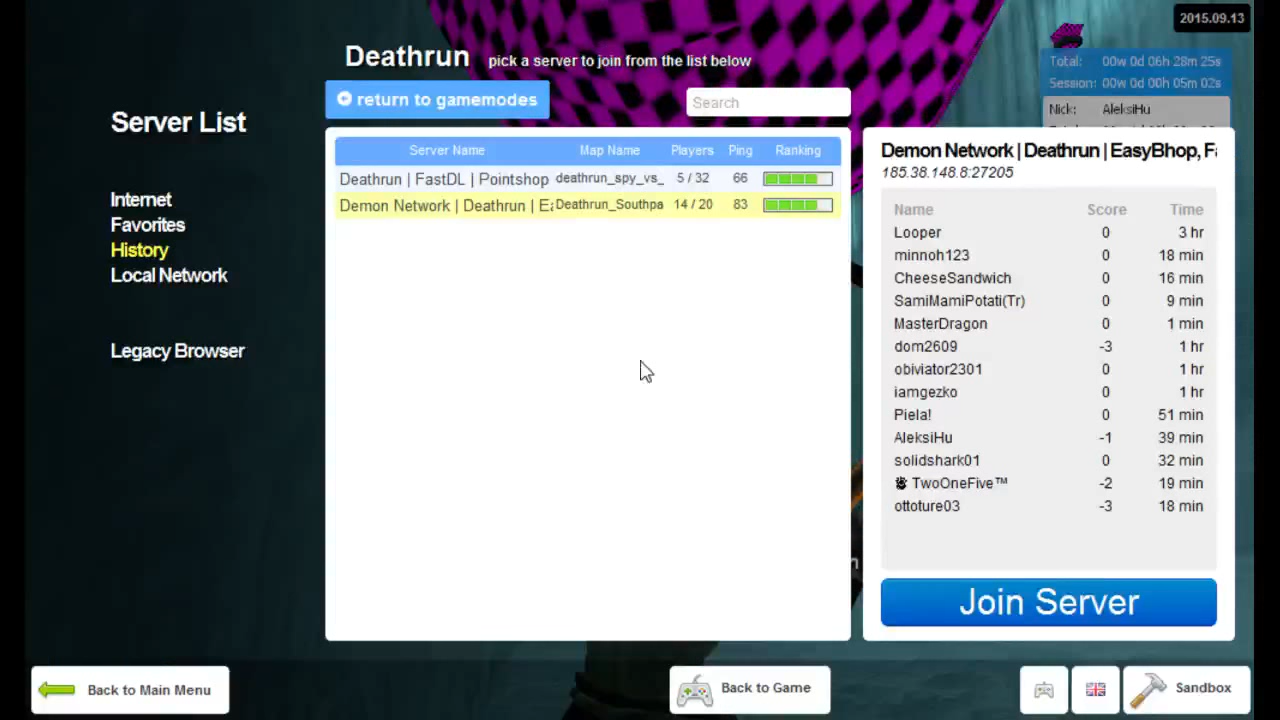 2015.09.13
Deathrun pick a server to join from the list below
Total: 00w 0d 06h 28m 25s
Session: 00w 0d 00h 05m 02s
Nick: AleksiHu
return to gamemodes
Search
Server List
Internet
Favorites
History
Local Network
Legacy Browser
Server Name Map Name Players Ping Ranking
Deathrun | FastDL | Pointshop deathrun_spy_vs_ 5 / 32 66
Demon Network | Deathrun | Ea Deathrun_Southpa 14 / 20 83
Demon Network | Deathrun | EasyBhop, Fa
185.38.148.8:27205
Name Score Time
Looper 0 3 hr
minnoh123 0 18 min
CheeseSandwich 0 16 min
SamiMamiPotati(Tr) 0 9 min
MasterDragon 0 1 min
dom2609 -3 1 hr
obiviator2301 0 1 hr
iamgezko 0 1 hr
Piela! 0 51 min
AleksiHu -1 39 min
solidshark01 0 32 min
TwoOneFive™ -2 19 min
ottoture03 -3 18 min
Join Server
Back to Main Menu
Back to Game
Sandbox